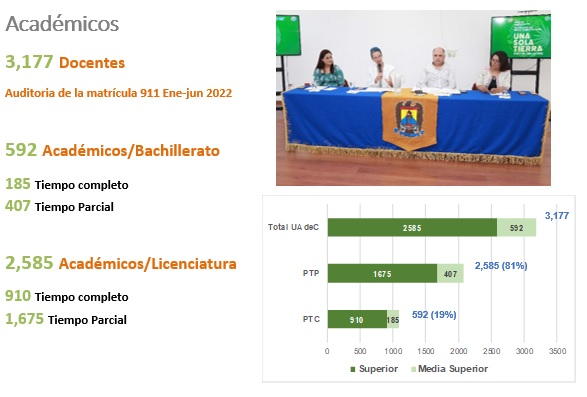 Académicos
3,177 Docentes
Auditoria de la matrícula 911 Ene-jun 2022
592 Académicos/Bachillerato
185 Tiempo completo
407 Tiempo Parcial
2,585 Académicos/Licenciatura
910 Tiempo completo
1,675 Tiempo Parcial
UNA
SOLA
TIERRA
Total UA deC 2585 592 3,177
PTP 1675 407 2,585 (81%)
PTC 910 185 592 (19%)
0 500 1000 1500 2000 2500 3000 3500
Superior Media Superior